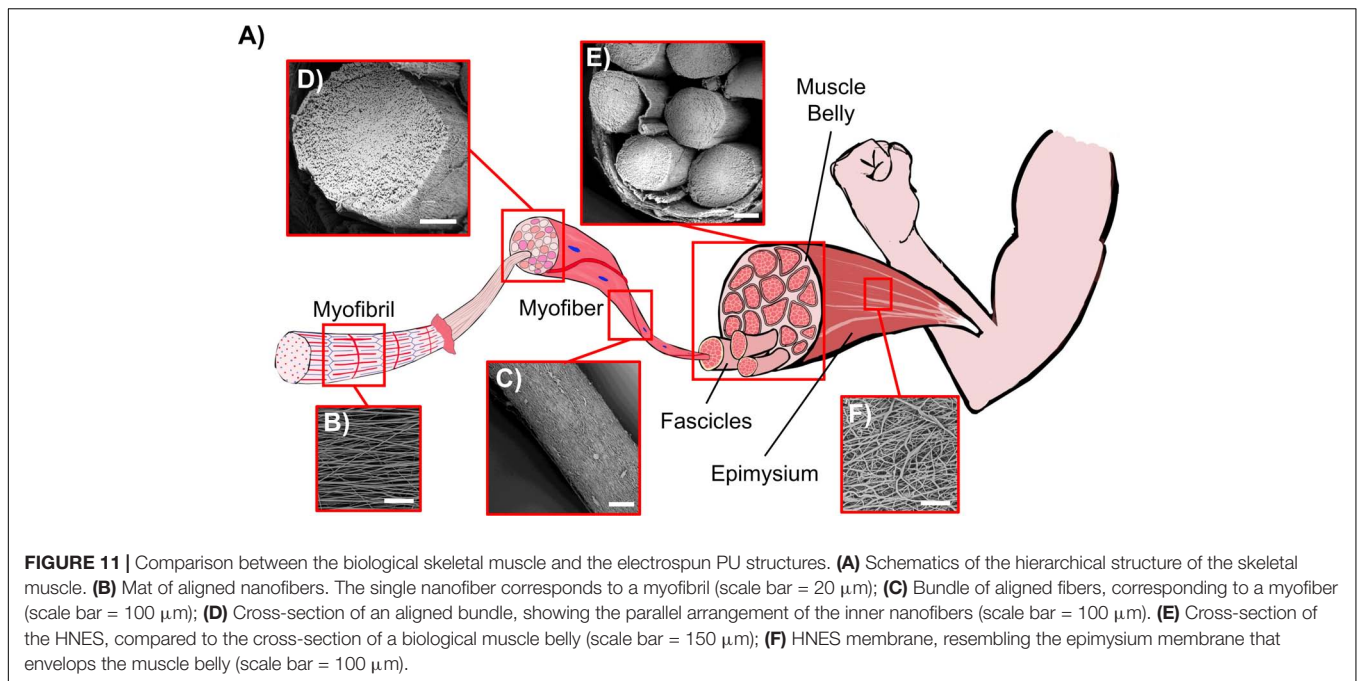 A)
D)
E)
Muscle
Belly
Myofibril
Myofiber
B)
C)
F)
Fascicles
Epimysium
FIGURE 11 | Comparison between the biological skeletal muscle and the electrospun PU structures. (A) Schematics of the hierarchical structure of the skeletal
muscle. (B) Mat of aligned nanofibers. The single nanofiber corresponds to a myofibril (scale bar = 20 μm); (C) Bundle of aligned fibers, corresponding to a myofiber
(scale bar = 100 μm); (D) Cross-section of an aligned bundle, showing the parallel arrangement of the inner nanofibers (scale bar = 100 μm). (E) Cross-section of
the HNES, compared to the cross-section of a biological muscle belly (scale bar = 150 μm); (F) HNES membrane, resembling the epimysium membrane that
envelops the muscle belly (scale bar = 100 μm).